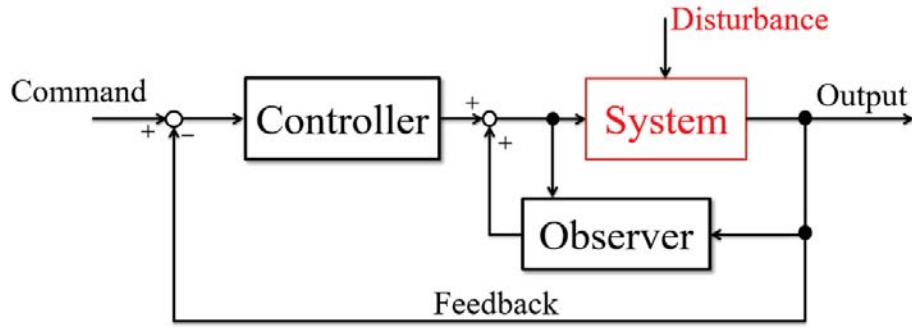 Disturbance
Command
Output
+
−
Controller
+
+
System
Observer
Feedback